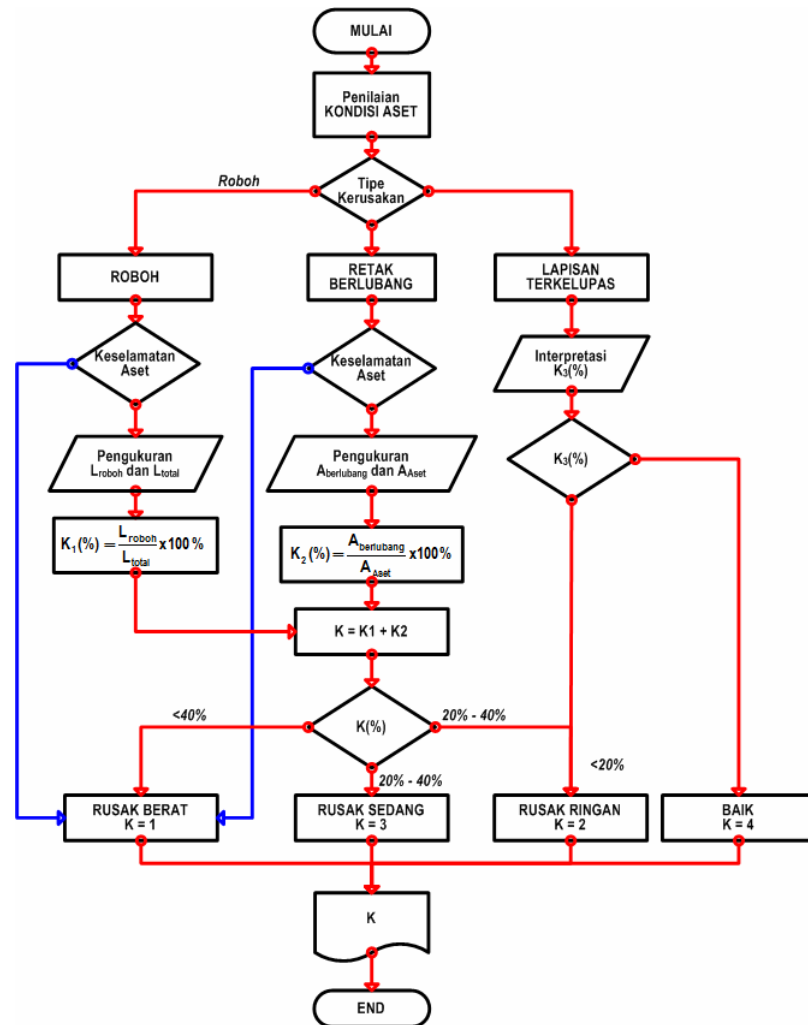 MULAI
Penilaian
KONDISI ASET
Tipe
Kerusakan
Roboh
ROBOH
RETAK
BERLUBANG
LAPISAN
TERKELUPAS
Keselamatan
Aset
Keselamatan
Aset
Interpretasi
K₃(%)
Pengukuran
Lroboh dan Ltotal
Pengukuran
Aberlubang dan AAset
K₃(%)
K₁(%) = Lroboh/Ltotal x100%
K₂(%) = Aberlubang/AAset x100%
K = K1 + K2
K(%)
<40%
20% - 40%
<20%
20% - 40%
RUSAK BERAT
K = 1
RUSAK SEDANG
K = 3
RUSAK RINGAN
K = 2
BAIK
K = 4
K
END